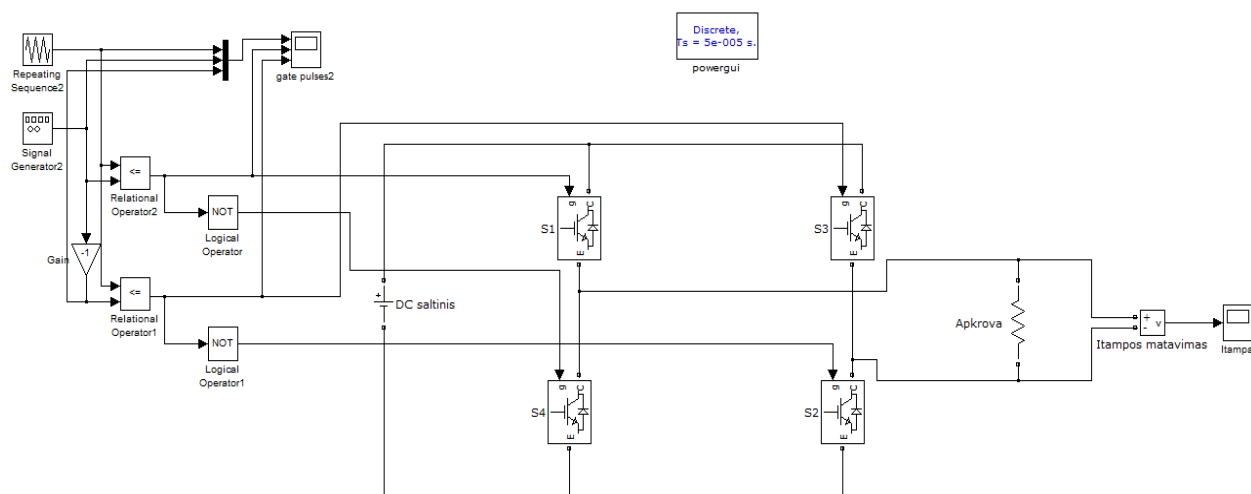 Discrete,
Ts = 5e-005 s.
powergui
Repeating
Sequence2
gate pulses2
Signal
Generator2
<=
Relational
Operator2
NOT
Logical
Operator
-1
Gain
<=
Relational
Operator1
NOT
Logical
Operator1
g
C
E
S1
g
C
E
S3
+
DC saltinis
Apkrova
+
-
v
Itampos matavimas
Itampa
g
C
E
S4
g
C
E
S2